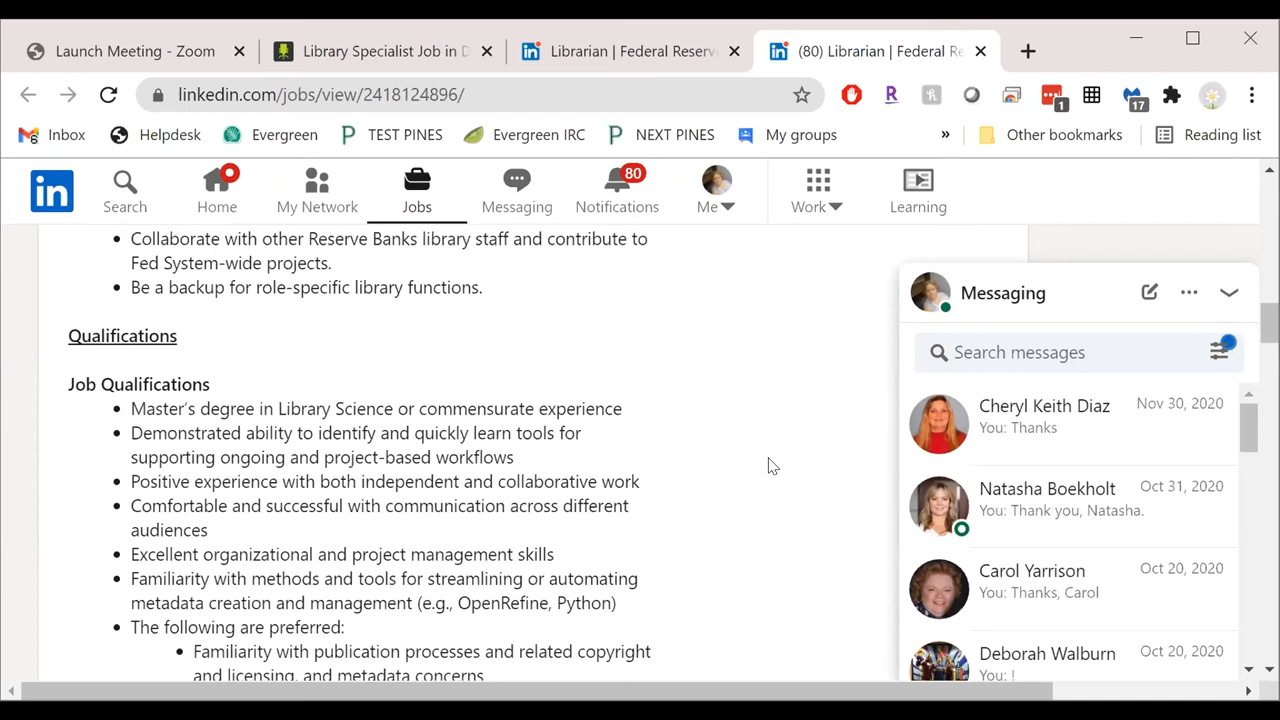 Launch Meeting - Zoom
Library Specialist Job in D
Librarian | Federal Reserv
(80) Librarian | Federal Re
linkedin.com/jobs/view/2418124896/
1
17
Inbox
Helpdesk
Evergreen
TEST PINES
Evergreen IRC
NEXT PINES
My groups
»
Other bookmarks
Reading list
in
Search
Home
My Network
Jobs
Messaging
80
Notifications
Me
Work
Learning
• Collaborate with other Reserve Banks library staff and contribute to
Fed System-wide projects.
• Be a backup for role-specific library functions.
Qualifications
Job Qualifications
• Master's degree in Library Science or commensurate experience
• Demonstrated ability to identify and quickly learn tools for
supporting ongoing and project-based workflows
• Positive experience with both independent and collaborative work
• Comfortable and successful with communication across different
audiences
• Excellent organizational and project management skills
• Familiarity with methods and tools for streamlining or automating
metadata creation and management (e.g., OpenRefine, Python)
• The following are preferred:
• Familiarity with publication processes and related copyright
and licensing, and metadata concerns
Messaging
Search messages
Cheryl Keith Diaz Nov 30, 2020
You: Thanks
Natasha Boekholt Oct 31, 2020
You: Thank you, Natasha.
Carol Yarrison Oct 20, 2020
You: Thanks, Carol
Deborah Walburn Oct 20, 2020
You: !